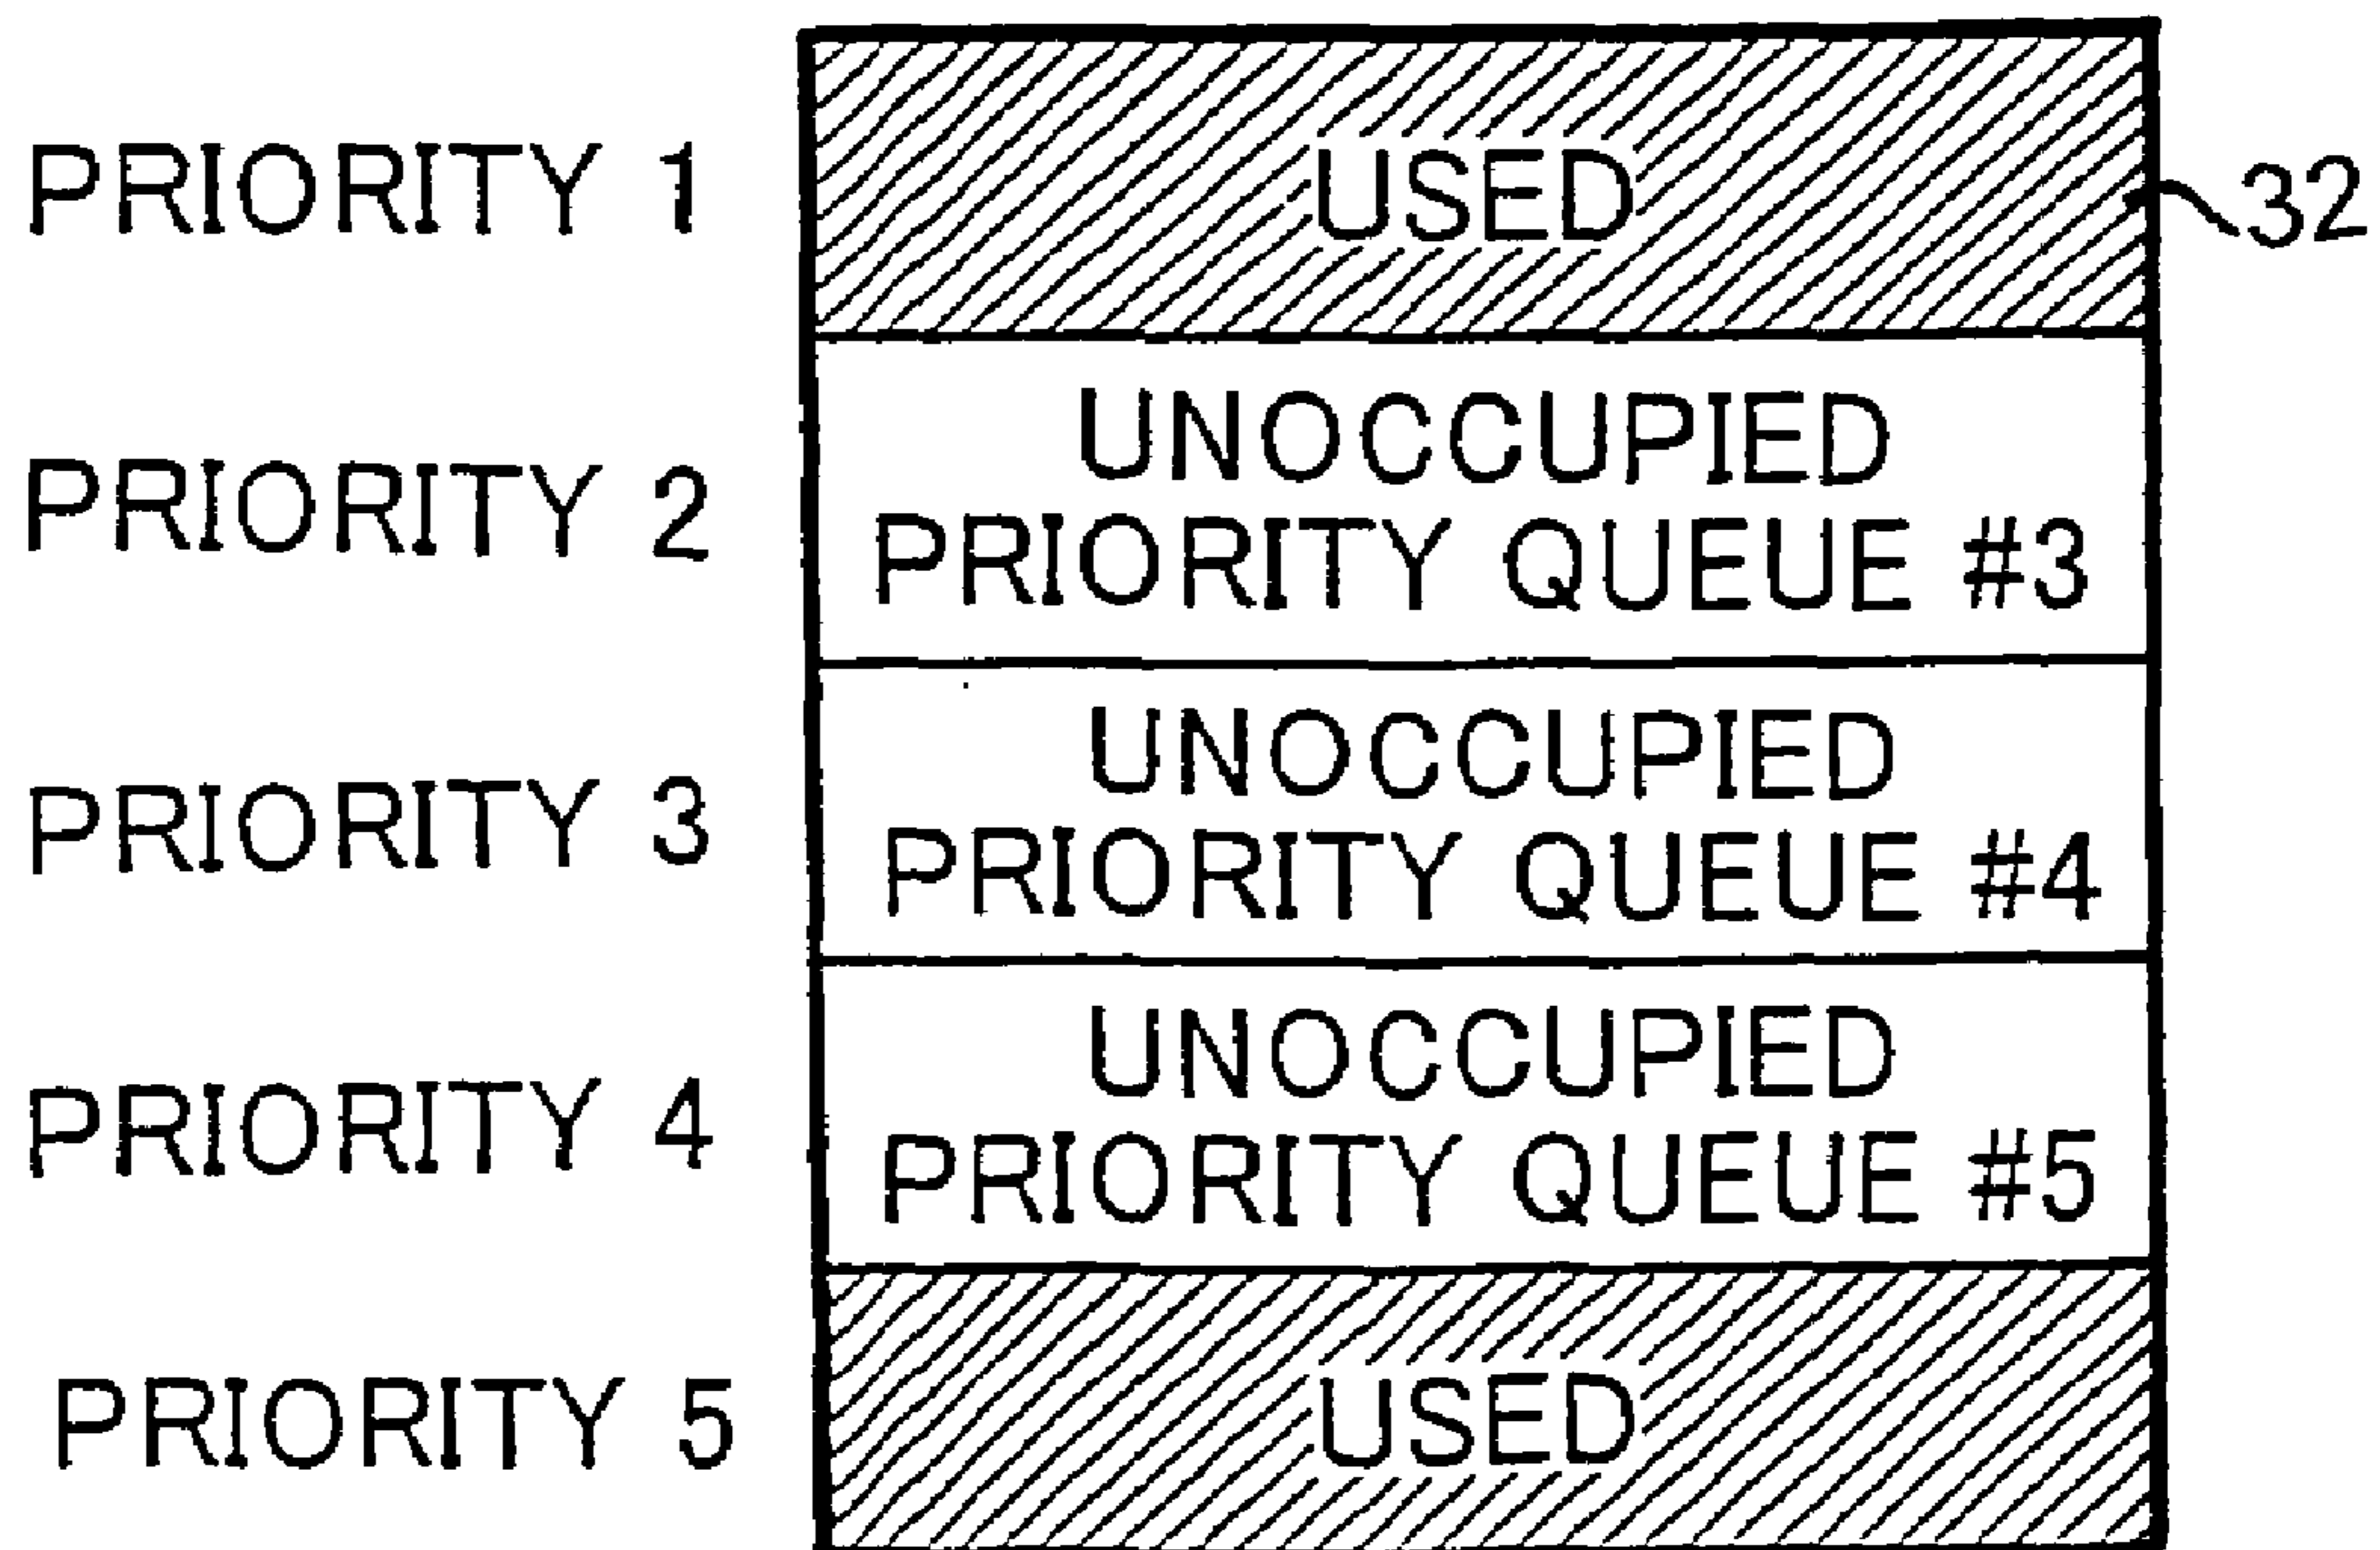 PRIORITY 1 USED 32
UNOCCUPIED
PRIORITY 2 PRIORITY QUEUE #3
UNOCCUPIED
PRIORITY 3 PRIORITY QUEUE #4
UNOCCUPIED
PRIORITY 4 PRIORITY QUEUE #5
PRIORITY 5 USED